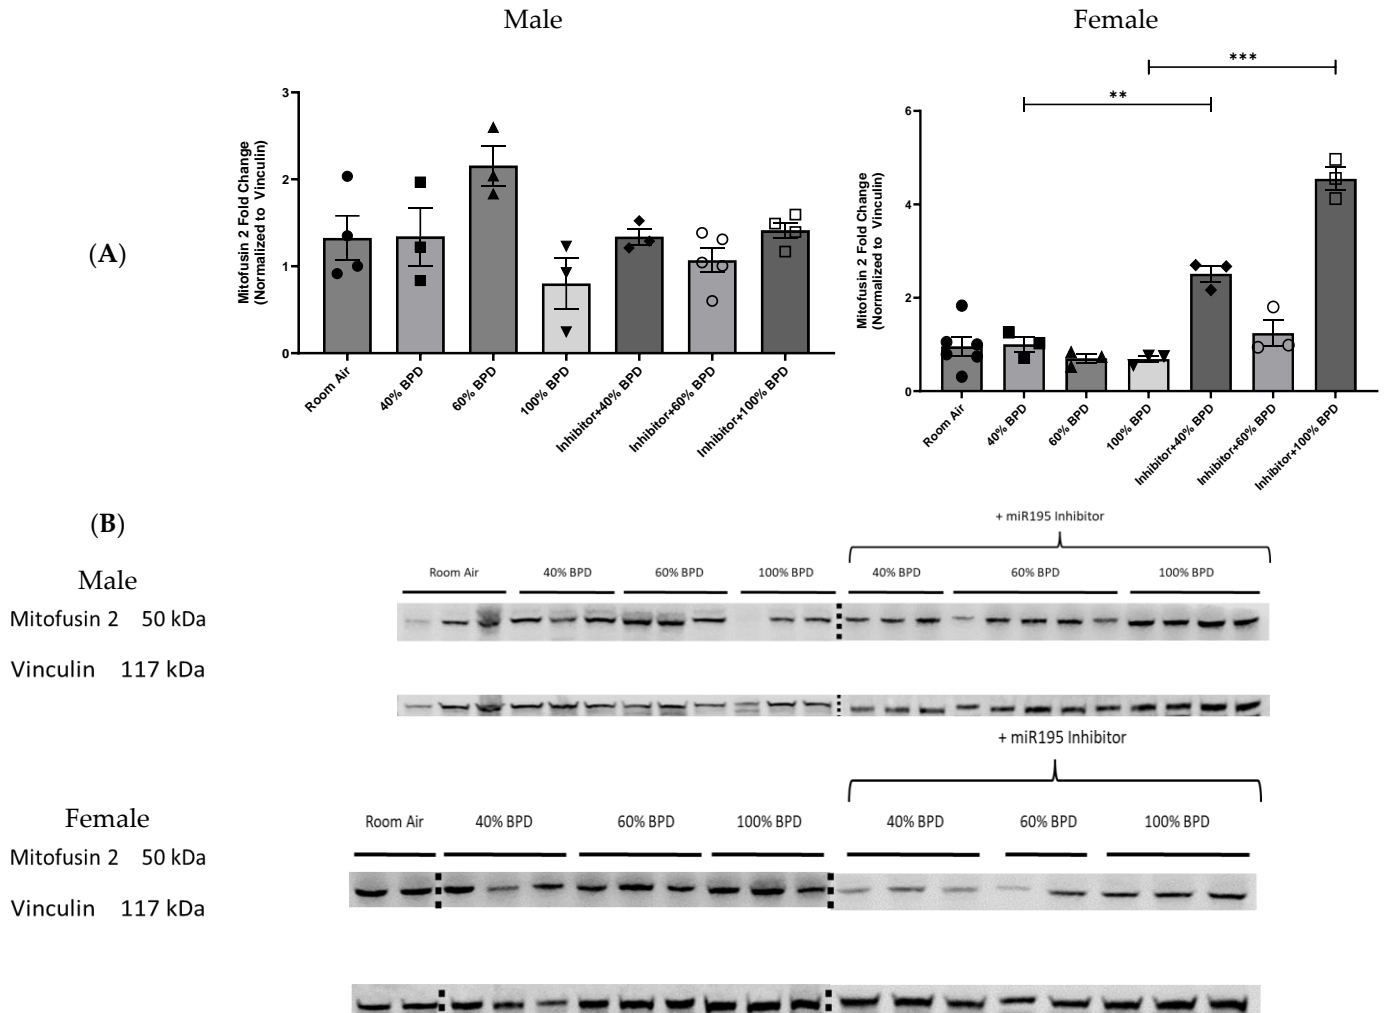 Male
Female
***
**
3
2
1
0
Mitofusin 2 Fold Change
(Normalized to Vinculin)
Room Air
40% BPD
60% BPD
100% BPD
Inhibitor+40% BPD
Inhibitor+60% BPD
Inhibitor+100% BPD
6
4
2
0
Mitofusin 2 Fold Change
(Normalized to Vinculin)
Room Air
40% BPD
60% BPD
100% BPD
Inhibitor+40% BPD
Inhibitor+60% BPD
Inhibitor+100% BPD
(A)
(B)
+ miR195 Inhibitor
Male
Room Air 40% BPD 60% BPD 100% BPD 40% BPD 60% BPD 100% BPD
Mitofusin 2 50 kDa
Vinculin 117 kDa
+ miR195 Inhibitor
Female
Room Air 40% BPD 60% BPD 100% BPD 40% BPD 60% BPD 100% BPD
Mitofusin 2 50 kDa
Vinculin 117 kDa